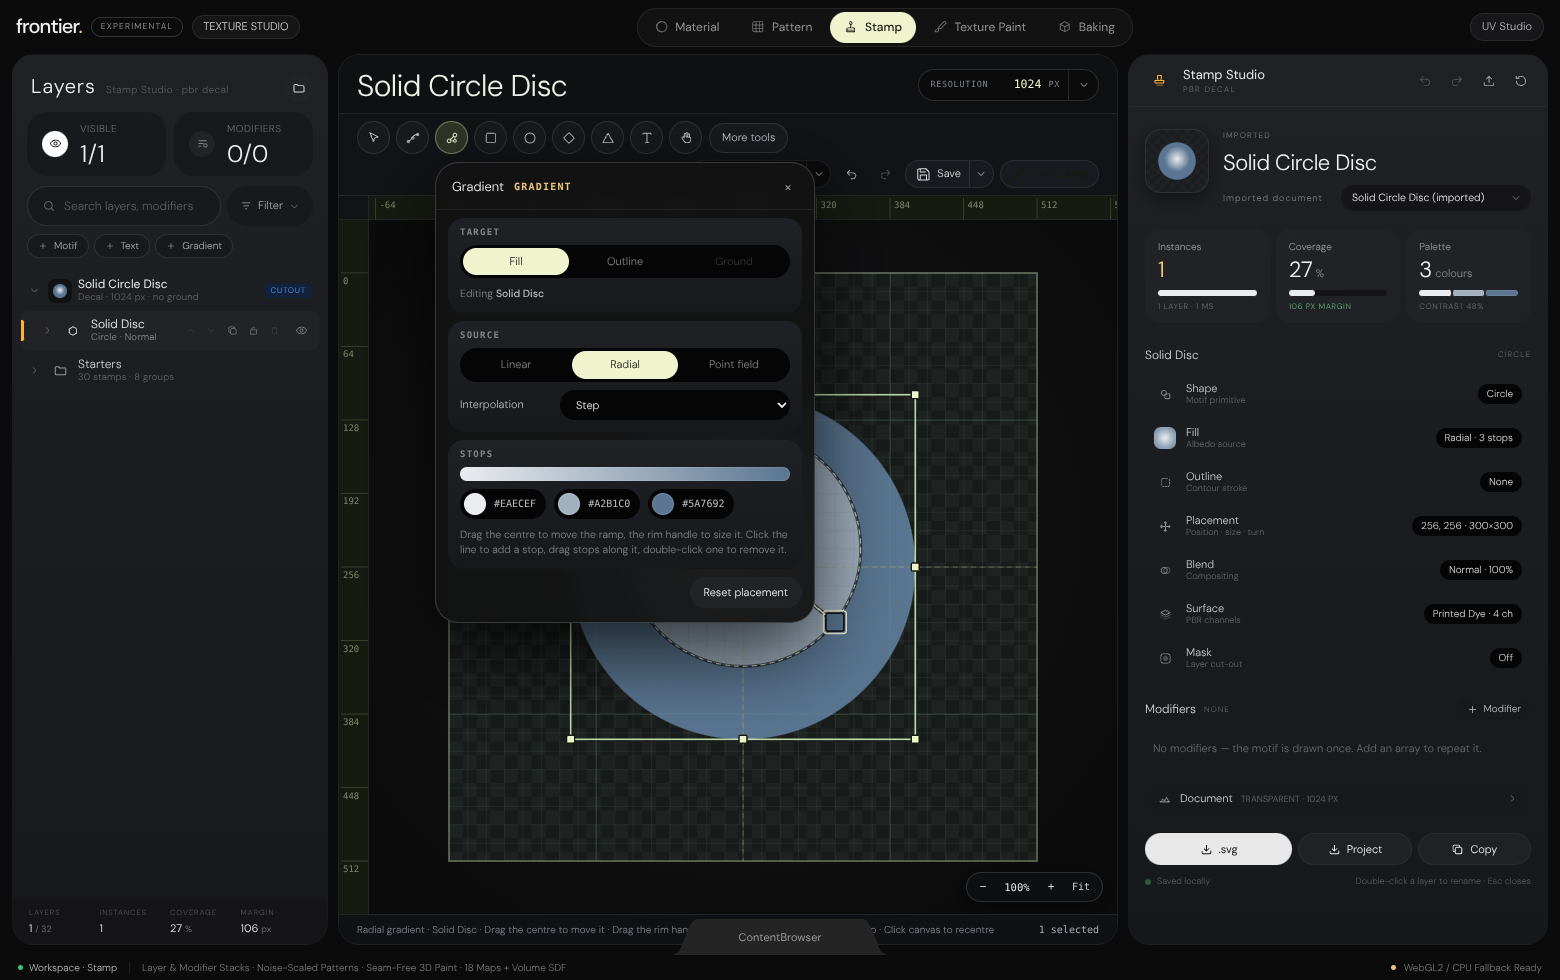 frontier.
EXPERIMENTAL
TEXTURE STUDIO
Material
Pattern
Stamp
Texture Paint
Baking
UV Studio
Layers
Stamp Studio · pbr decal
VISIBLE
1/1
MODIFIERS
0/0
Search layers, modifiers
Filter
+ Motif
+ Text
+ Gradient
Solid Circle Disc
Decal · 1024 px · no ground
CUTOUT
Solid Disc
Circle · Normal
Starters
30 stamps · 8 groups
LAYERS
1 / 32
INSTANCES
1
COVERAGE
27 %
MARGIN
106 px
Solid Circle Disc
RESOLUTION 1024 PX
More tools
Save
-64
320
384
448
512
0
64
128
192
256
320
384
448
512
Gradient GRADIENT
×
TARGET
Fill
Outline
Ground
Editing Solid Disc
SOURCE
Linear
Radial
Point field
Interpolation
Step
STOPS
#EAECEF
#A2B1C0
#5A7692
Drag the centre to move the ramp, the rim handle to size it. Click the
line to add a stop, drag stops along it, double-click one to remove it.
Reset placement
− 100% + Fit
Radial gradient · Solid Disc · Drag the centre to move it · Drag the rim han
· Click canvas to recentre
1 selected
ContentBrowser
Stamp Studio
PBR DECAL
IMPORTED
Solid Circle Disc
Imported document
Solid Circle Disc (imported)
Instances
1
1 LAYER · 1 MS
Coverage
27 %
106 PX MARGIN
Palette
3 colours
CONTRAST 48%
Solid Disc
CIRCLE
Shape
Motif primitive
Circle
Fill
Albedo source
Radial · 3 stops
Outline
Contour stroke
None
Placement
Position · size · turn
256, 256 · 300×300
Blend
Compositing
Normal · 100%
Surface
PBR channels
Printed Dye · 4 ch
Mask
Layer cut-out
Off
Modifiers NONE
+ Modifier
No modifiers — the motif is drawn once. Add an array to repeat it.
Document TRANSPARENT · 1024 PX
.svg
Project
Copy
Saved locally
Double-click a layer to rename · Esc closes
Workspace · Stamp
Layer & Modifier Stacks · Noise-Scaled Patterns · Seam-Free 3D Paint · 18 Maps + Volume SDF
WebGL2 / CPU Fallback Ready